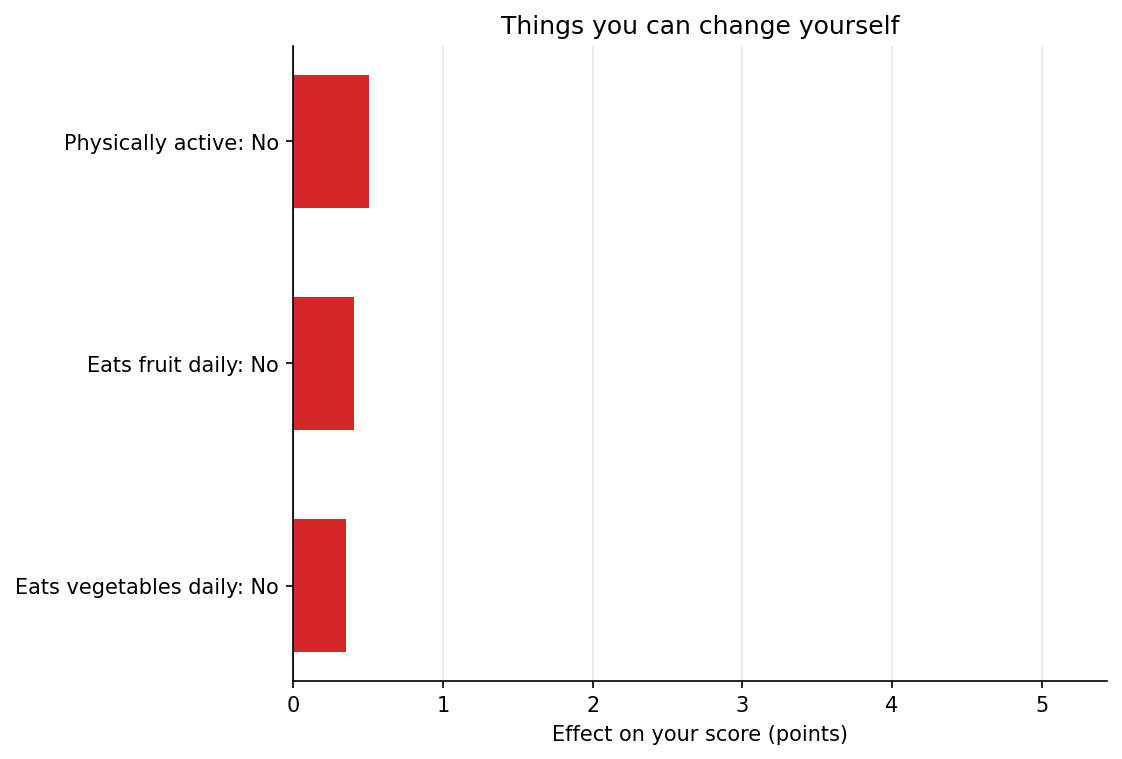 Things you can change yourself
Physically active: No
Eats fruit daily: No
Eats vegetables daily: No
0 1 2 3 4 5
Effect on your score (points)